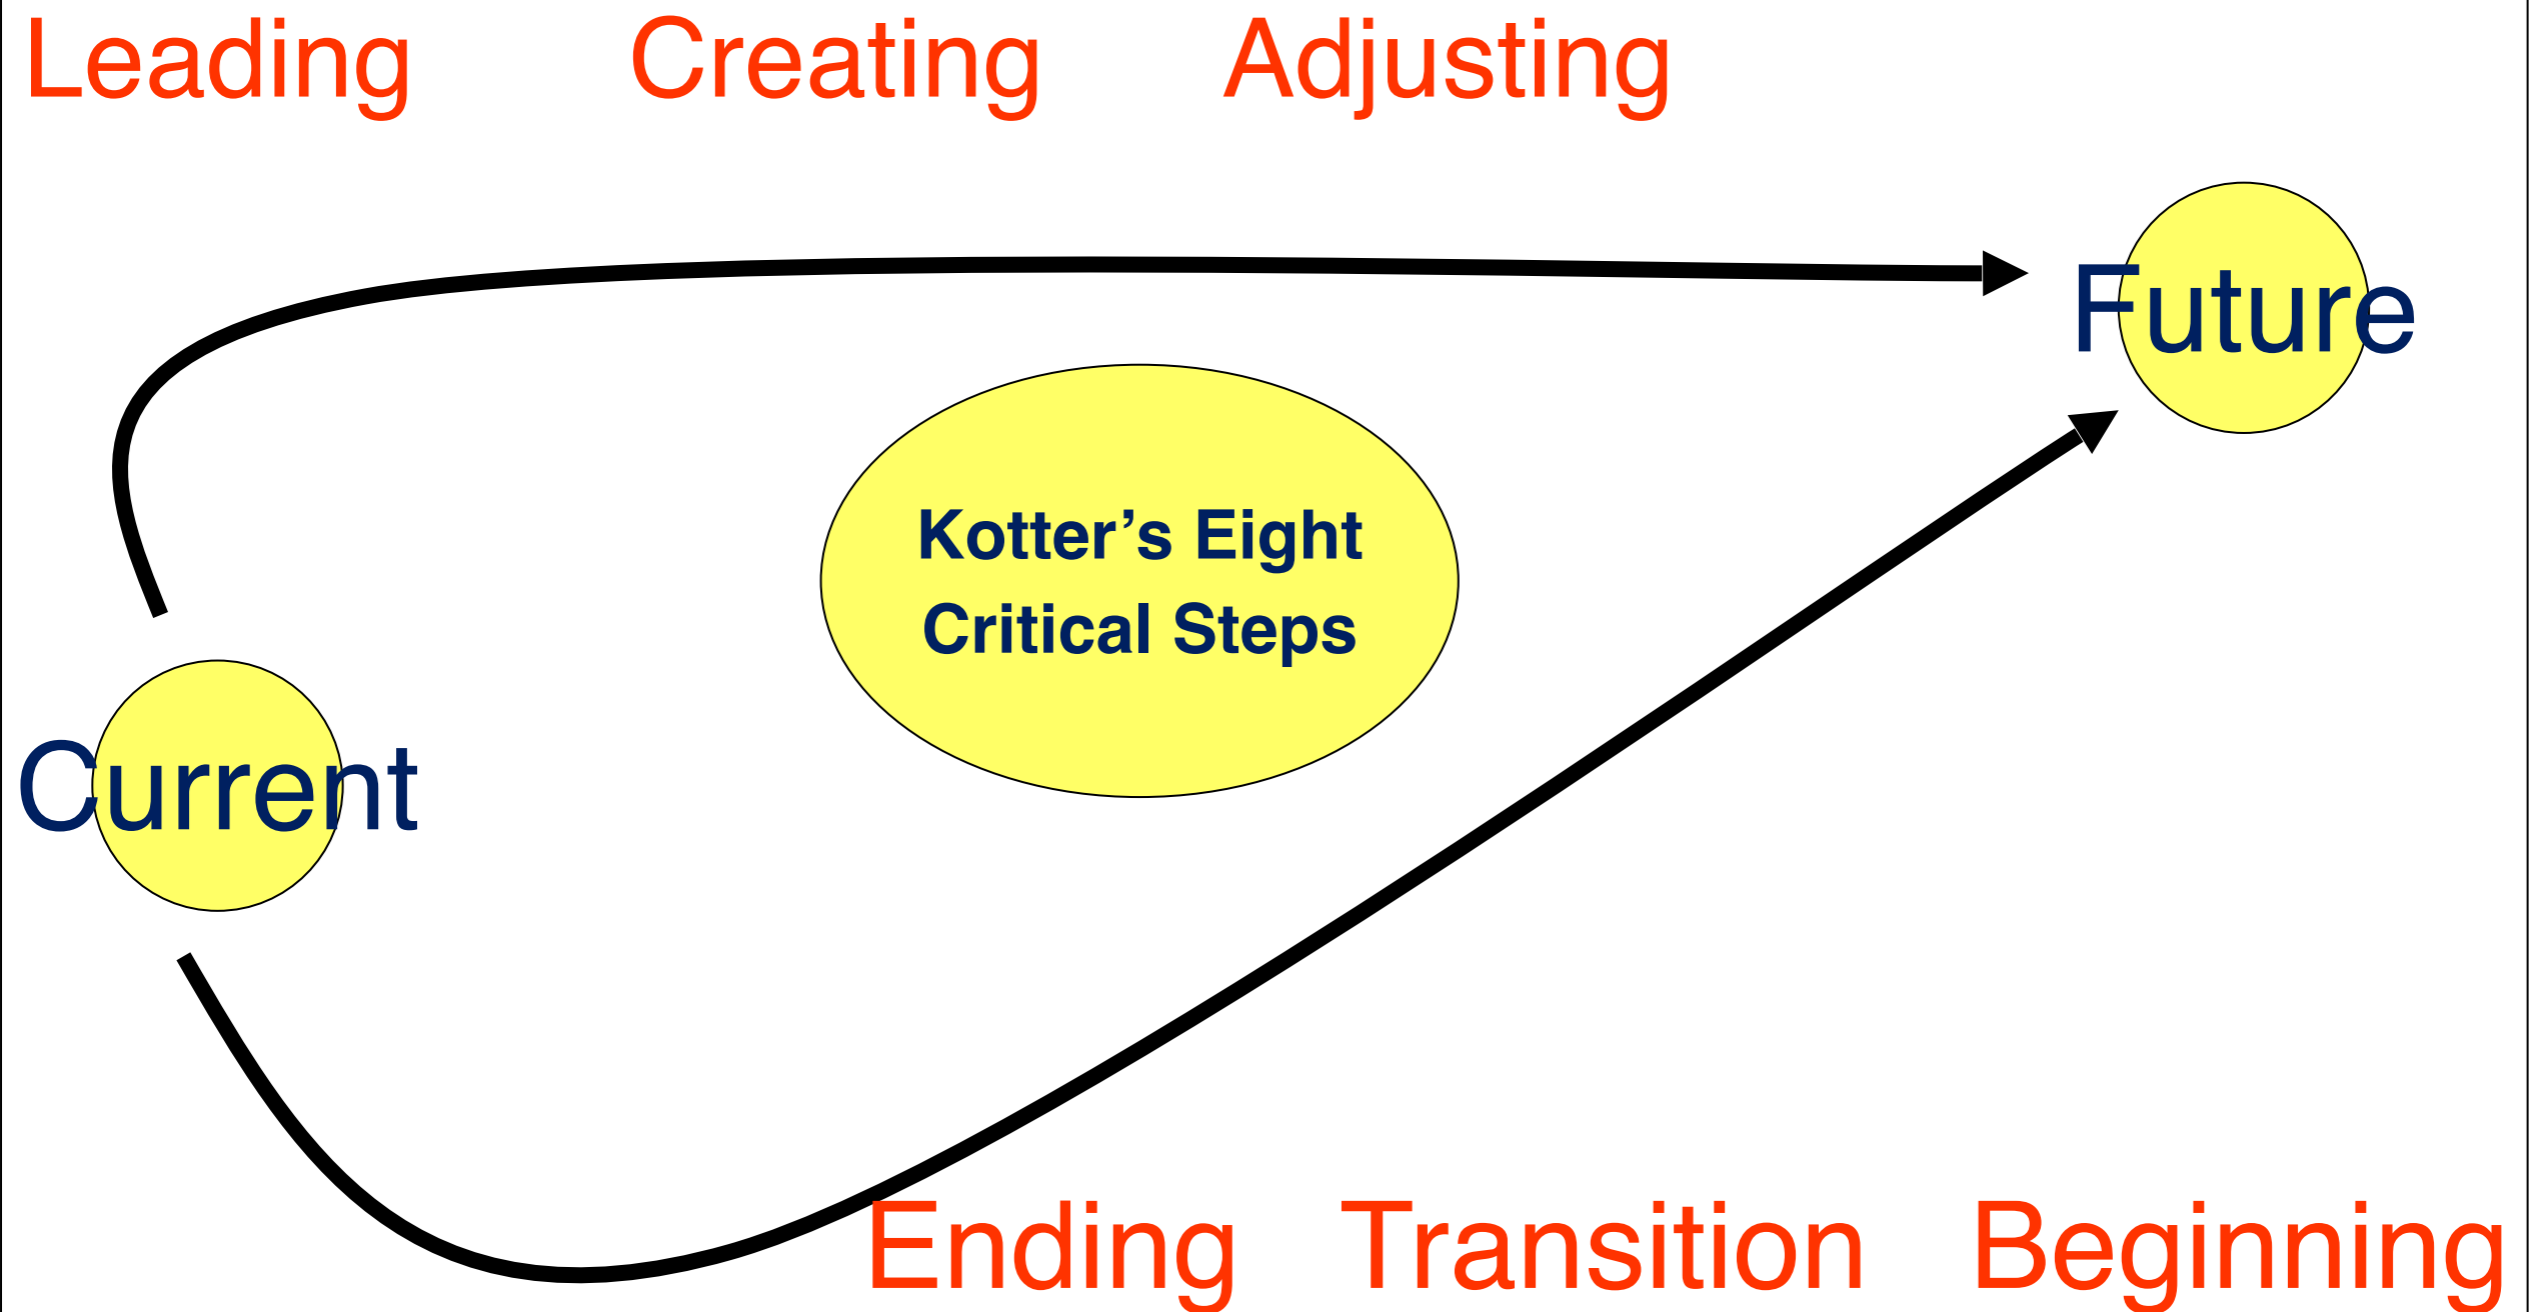 Leading Creating Adjusting
Future
Kotter’s Eight
Critical Steps
Current
Ending Transition Beginning